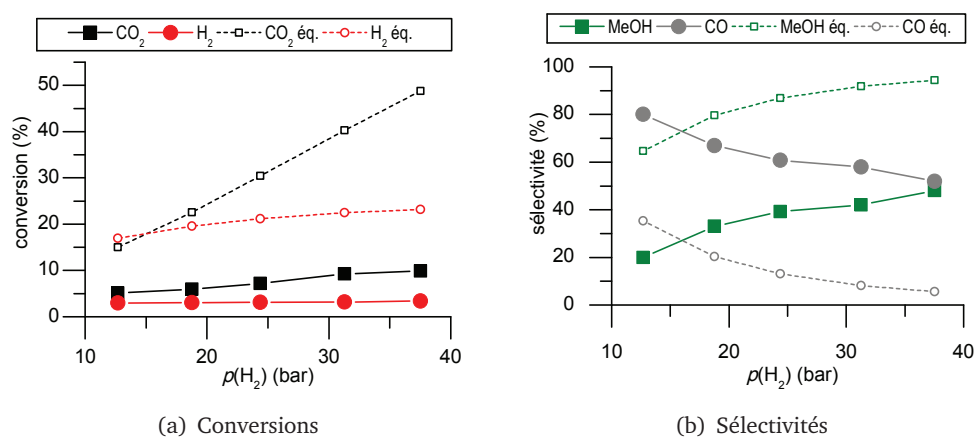 CO2 H2 CO2 éq. H2 éq.
50
40
30
20
10
0
conversion (%)
10 20 30 40
p(H2) (bar)
(a) Conversions
MeOH CO MeOH éq. CO éq.
100
80
60
40
20
0
sélectivité (%)
10 20 30 40
p(H2) (bar)
(b) Sélectivités